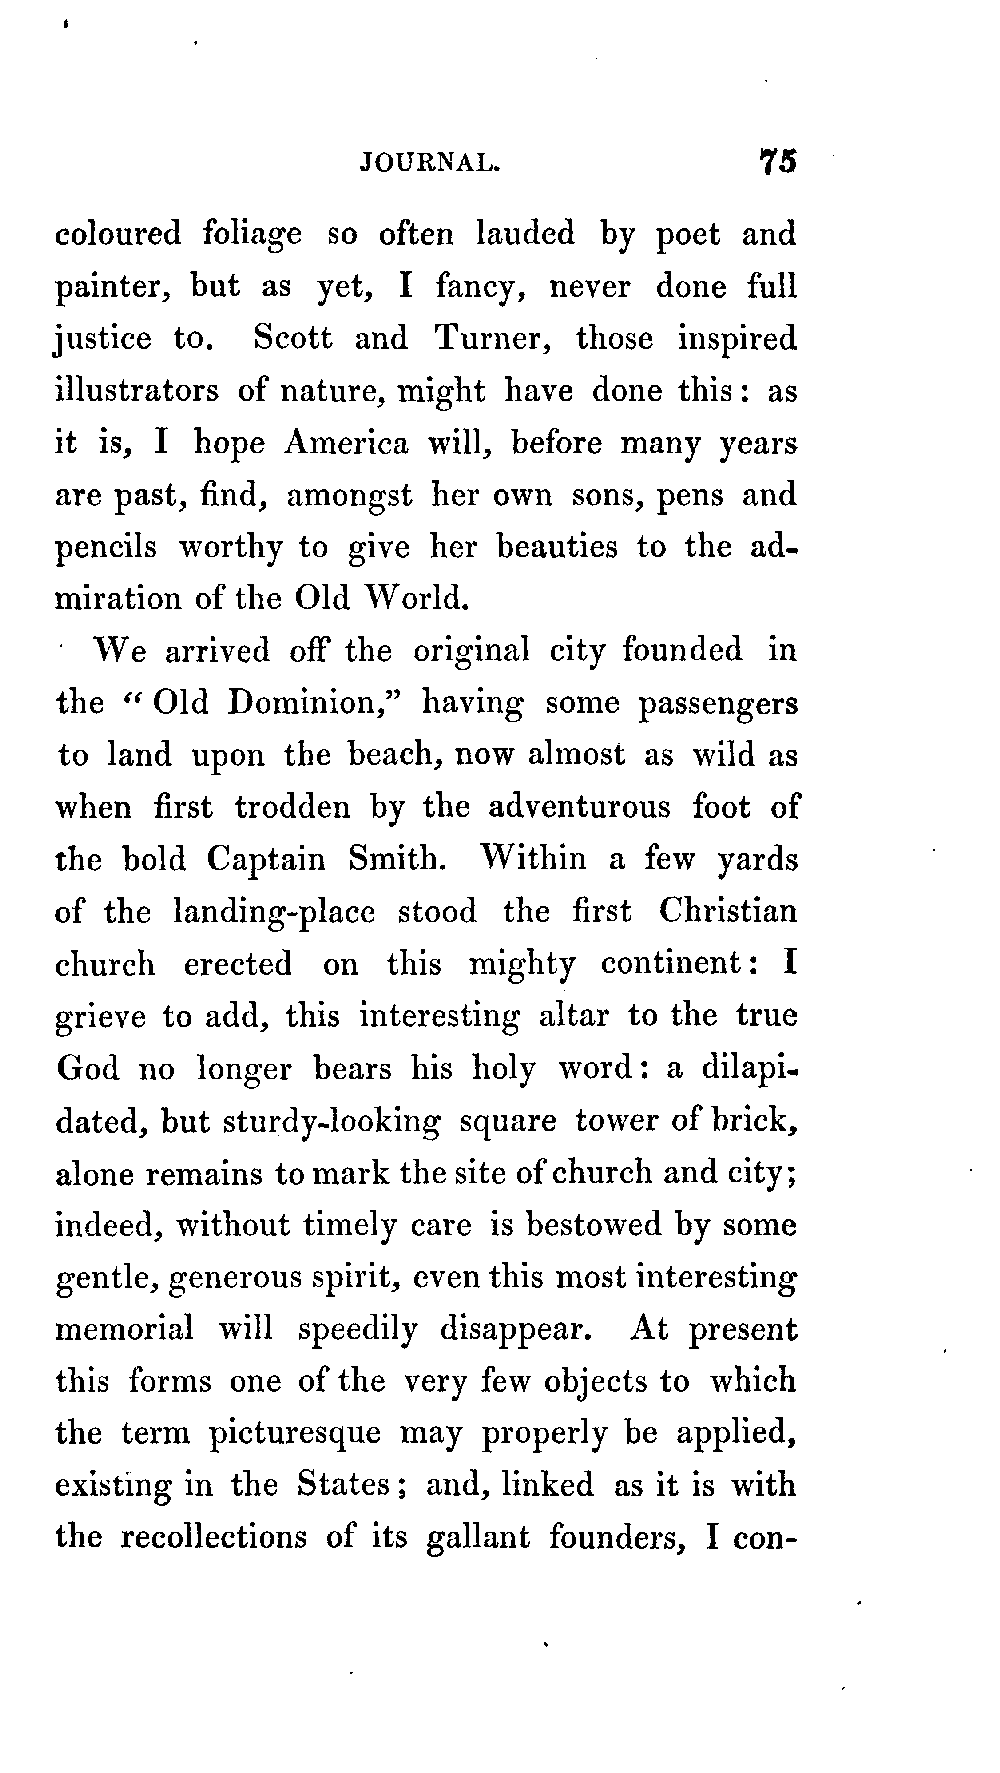 JOURNAL. 75
coloured foliage so often lauded by poet and
painter, but as yet, I fancy, never done full
justice to. Scott and Turner, those inspired
illustrators of nature, might have done this: as
it is, I hope America will, before many years
are past, find, amongst her own sons, pens and
pencils worthy to give her beauties to the ad-
miration of the Old World.
We arrived off the original city founded in
the "Old Dominion," having some passengers
to land upon the beach, now almost as wild as
when first trodden by the adventurous foot of
the bold Captain Smith. Within a few yards
of the landing-place stood the first Christian
church erected on this mighty continent: I
grieve to add, this interesting altar to the true
God no longer bears his holy word: a dilapi-
dated, but sturdy-looking square tower of brick,
alone remains to mark the site of church and city;
indeed, without timely care is bestowed by some
gentle, generous spirit, even this most interesting
memorial will speedily disappear. At present
this forms one of the very few objects to which
the term picturesque may properly be applied,
existing in the States; and, linked as it is with
the recollections of its gallant founders, I con-